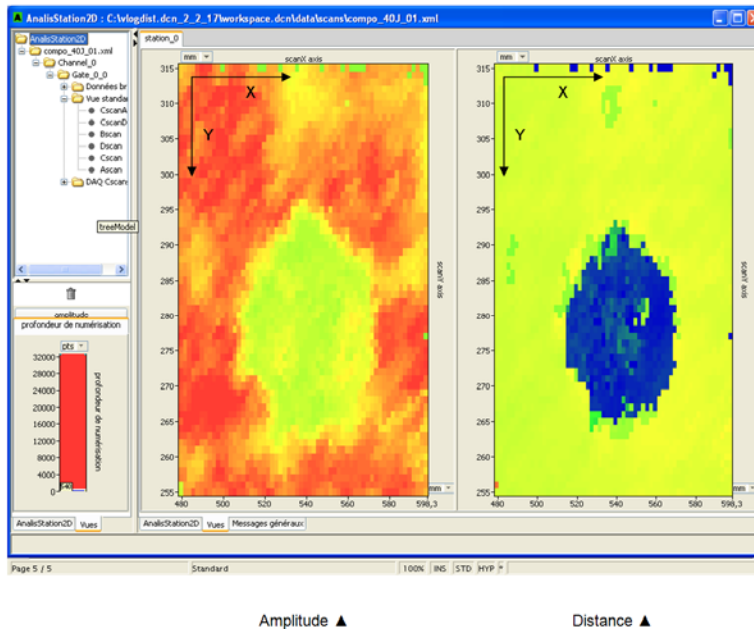 AnalisStation2D : C:\vlogdist.dcn_2_2_17\workspace.dcn\data\scans\compo_40J_01.xml
AnalisStation2D
compo_40J_01.xml
Channel_0
Gate_0_0
Données br
Vue standa
CscanA
CscanD
Bscan
Dscan
Cscan
Ascan
DAQ Cscans
treeModel
amplitude
profondeur de numérisation
pts
32000
28000
24000
20000
16000
12000
8000
4000
0
profondeur de numérisation
AnalisStation2D Vues
station_0
mm
scanX axis
X
Y
315
310
305
300
295
290
285
280
275
270
265
260
255
scanY axis
480 500 520 540 560 580 598,3
mm
mm
scanX axis
X
Y
315
310
305
300
295
290
285
280
275
270
265
260
255
scanY axis
480 500 520 540 560 580 598,3
mm
AnalisStation2D Vues Messages généraux
Page 5 / 5 Standard 100% INS STD HYP *
Amplitude ▲ Distance ▲